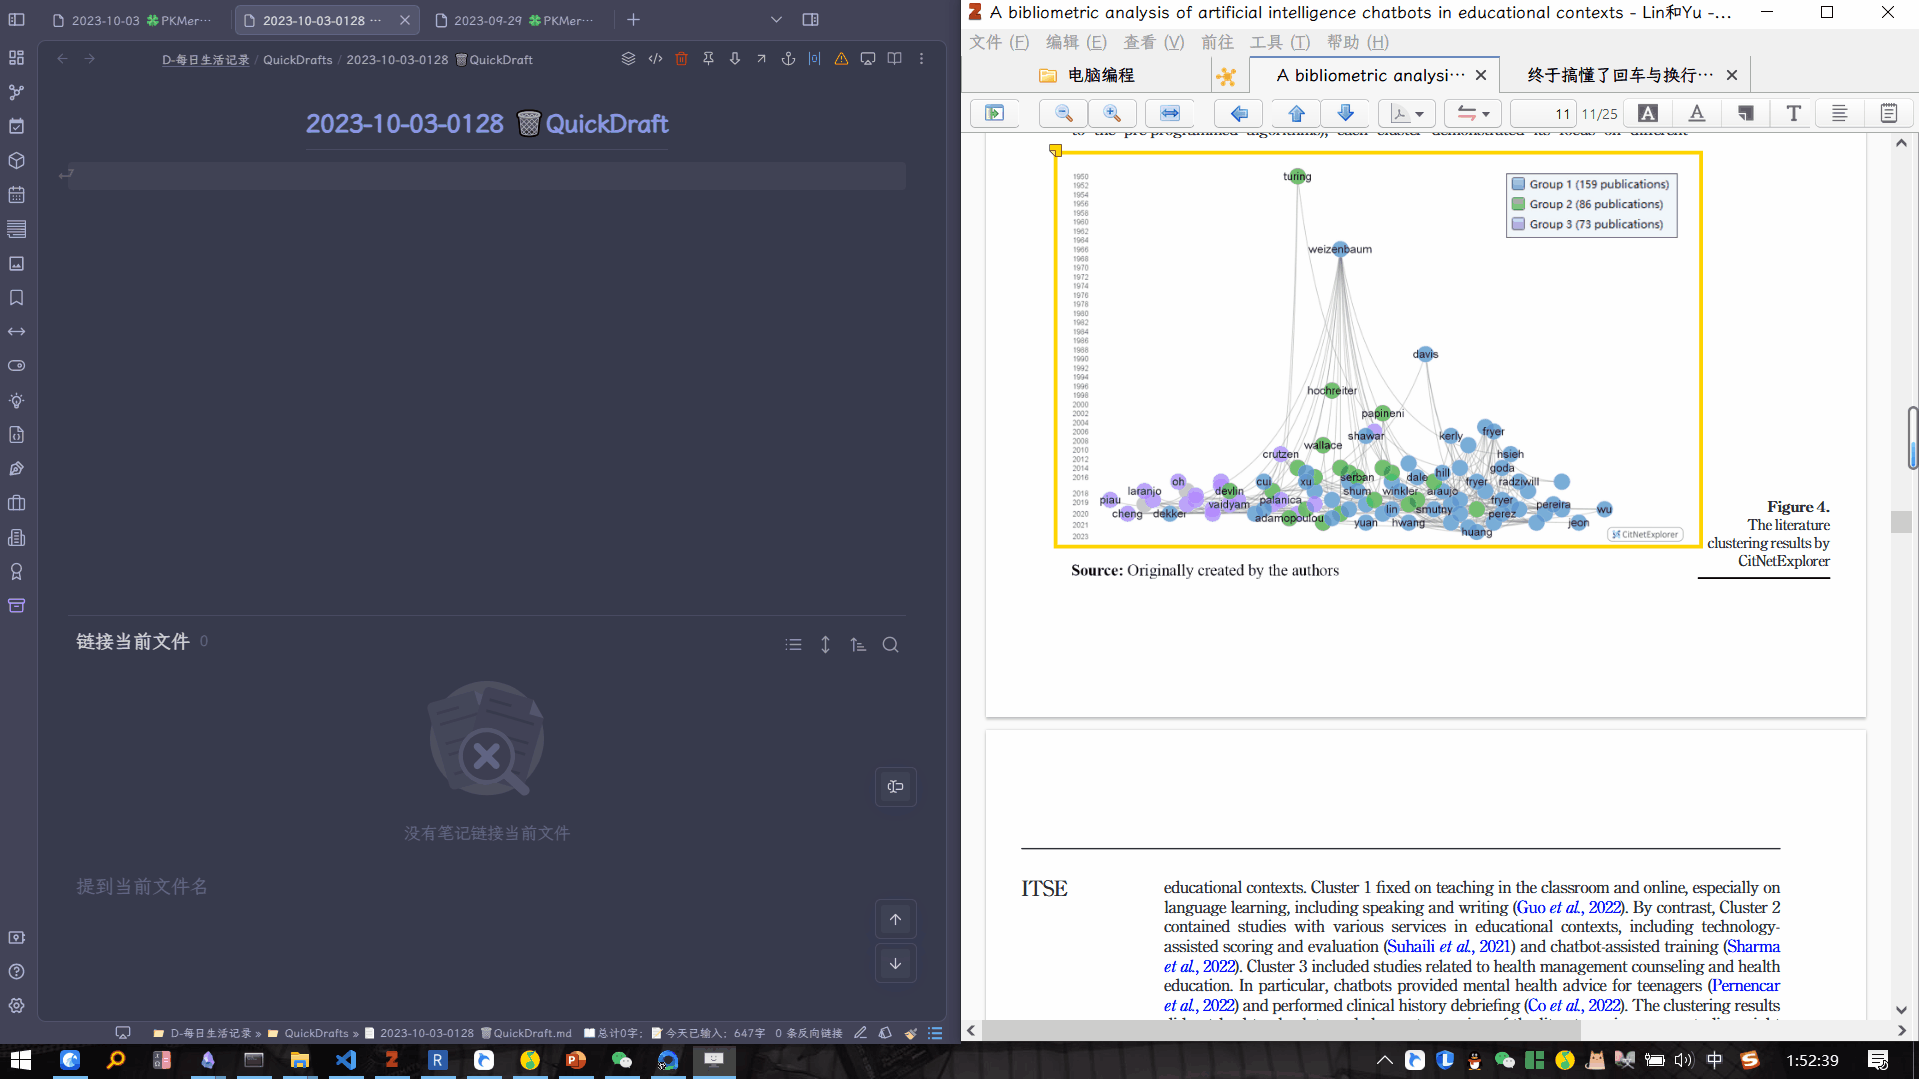 2023-10-03 🍀PKMer···
2023-10-03-0128 ···
2023-09-29 🍀PKMer···
D-每日生活记录 / QuickDrafts / 2023-10-03-0128 🗑️QuickDraft
2023-10-03-0128 🗑️QuickDraft
链接当前文件 0
没有笔记链接当前文件
提到当前文件名
D-每日生活记录 » QuickDrafts » 2023-10-03-0128 🗑️QuickDraft.md 总计0字; 今天已输入: 647字 0 条反向链接
A bibliometric analysis of artificial intelligence chatbots in educational contexts - Lin和Yu -...
文件 (F) 编辑 (E) 查看 (V) 前往 工具 (T) 帮助 (H)
电脑编程
A bibliometric analysi···
终于搞懂了回车与换行···
11 11/25
to the pre-programmed algorithms), each cluster demonstrated its focus on different
1950
1952
1954
1956
1958
1960
1962
1964
1966
1968
1970
1972
1974
1976
1978
1980
1982
1984
1986
1988
1990
1992
1994
1996
1998
2000
2002
2004
2006
2008
2010
2012
2014
2016
2018
2019
2020
2021
2023
turing
weizenbaum
davis
hochreiter
papineni
shawar
kerly
fryer
wallace
crutzen
hsieh
goda
oh
cui
xu
serban
dale
hill
fryer
radziwill
laranjo
devlin
shum
winkler
araujo
piau
vaidyam
palanica
fryer
pereira
cheng
dekker
adamopoulou
lin
smutny
perez
wu
yuan
hwang
jeon
huang
Group 1 (159 publications)
Group 2 (86 publications)
Group 3 (73 publications)
CitNetExplorer
Source: Originally created by the authors
Figure 4.
The literature
clustering results by
CitNetExplorer
ITSE
educational contexts. Cluster 1 fixed on teaching in the classroom and online, especially on
language learning, including speaking and writing (Guo et al., 2022). By contrast, Cluster 2
contained studies with various services in educational contexts, including technology-
assisted scoring and evaluation (Suhaili et al., 2021) and chatbot-assisted training (Sharma
et al., 2022). Cluster 3 included studies related to health management counseling and health
education. In particular, chatbots provided mental health advice for teenagers (Pernencar
et al., 2022) and performed clinical history debriefing (Co et al., 2022). The clustering results
中
1:52:39